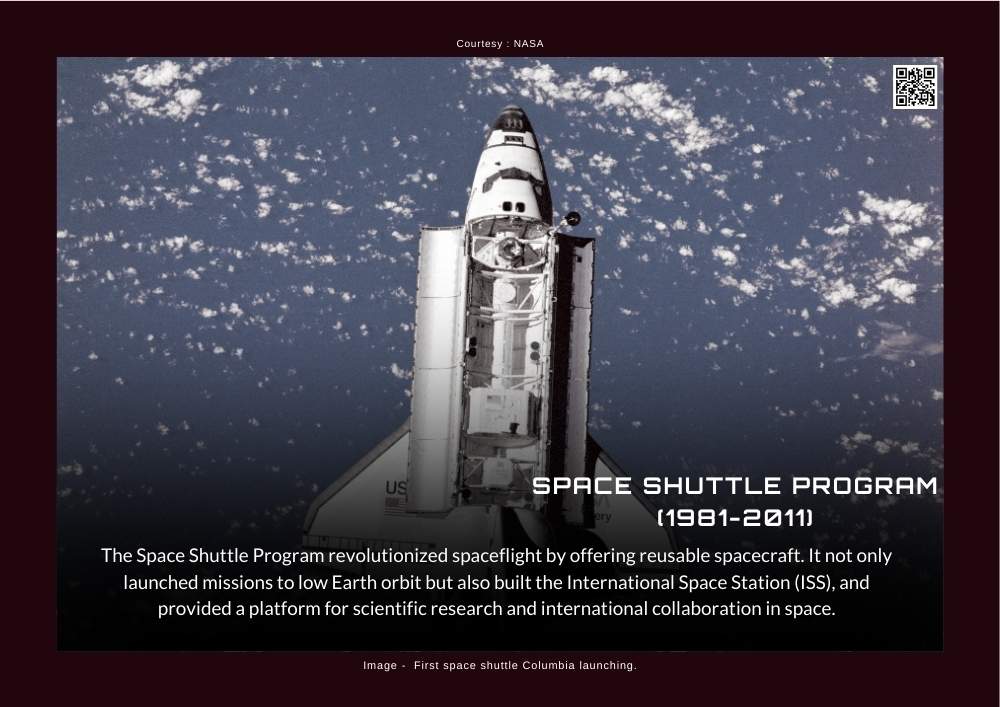 Courtesy : NASA
US
SPACE SHUTTLE PROGRAM
ery
(1981-2011)
The Space Shuttle Program revolutionized spaceflight by offering reusable spacecraft. It not only
launched missions to low Earth orbit but also built the International Space Station (ISS), and
provided a platform for scientific research and international collaboration in space.
Image - First space shuttle Columbia launching.